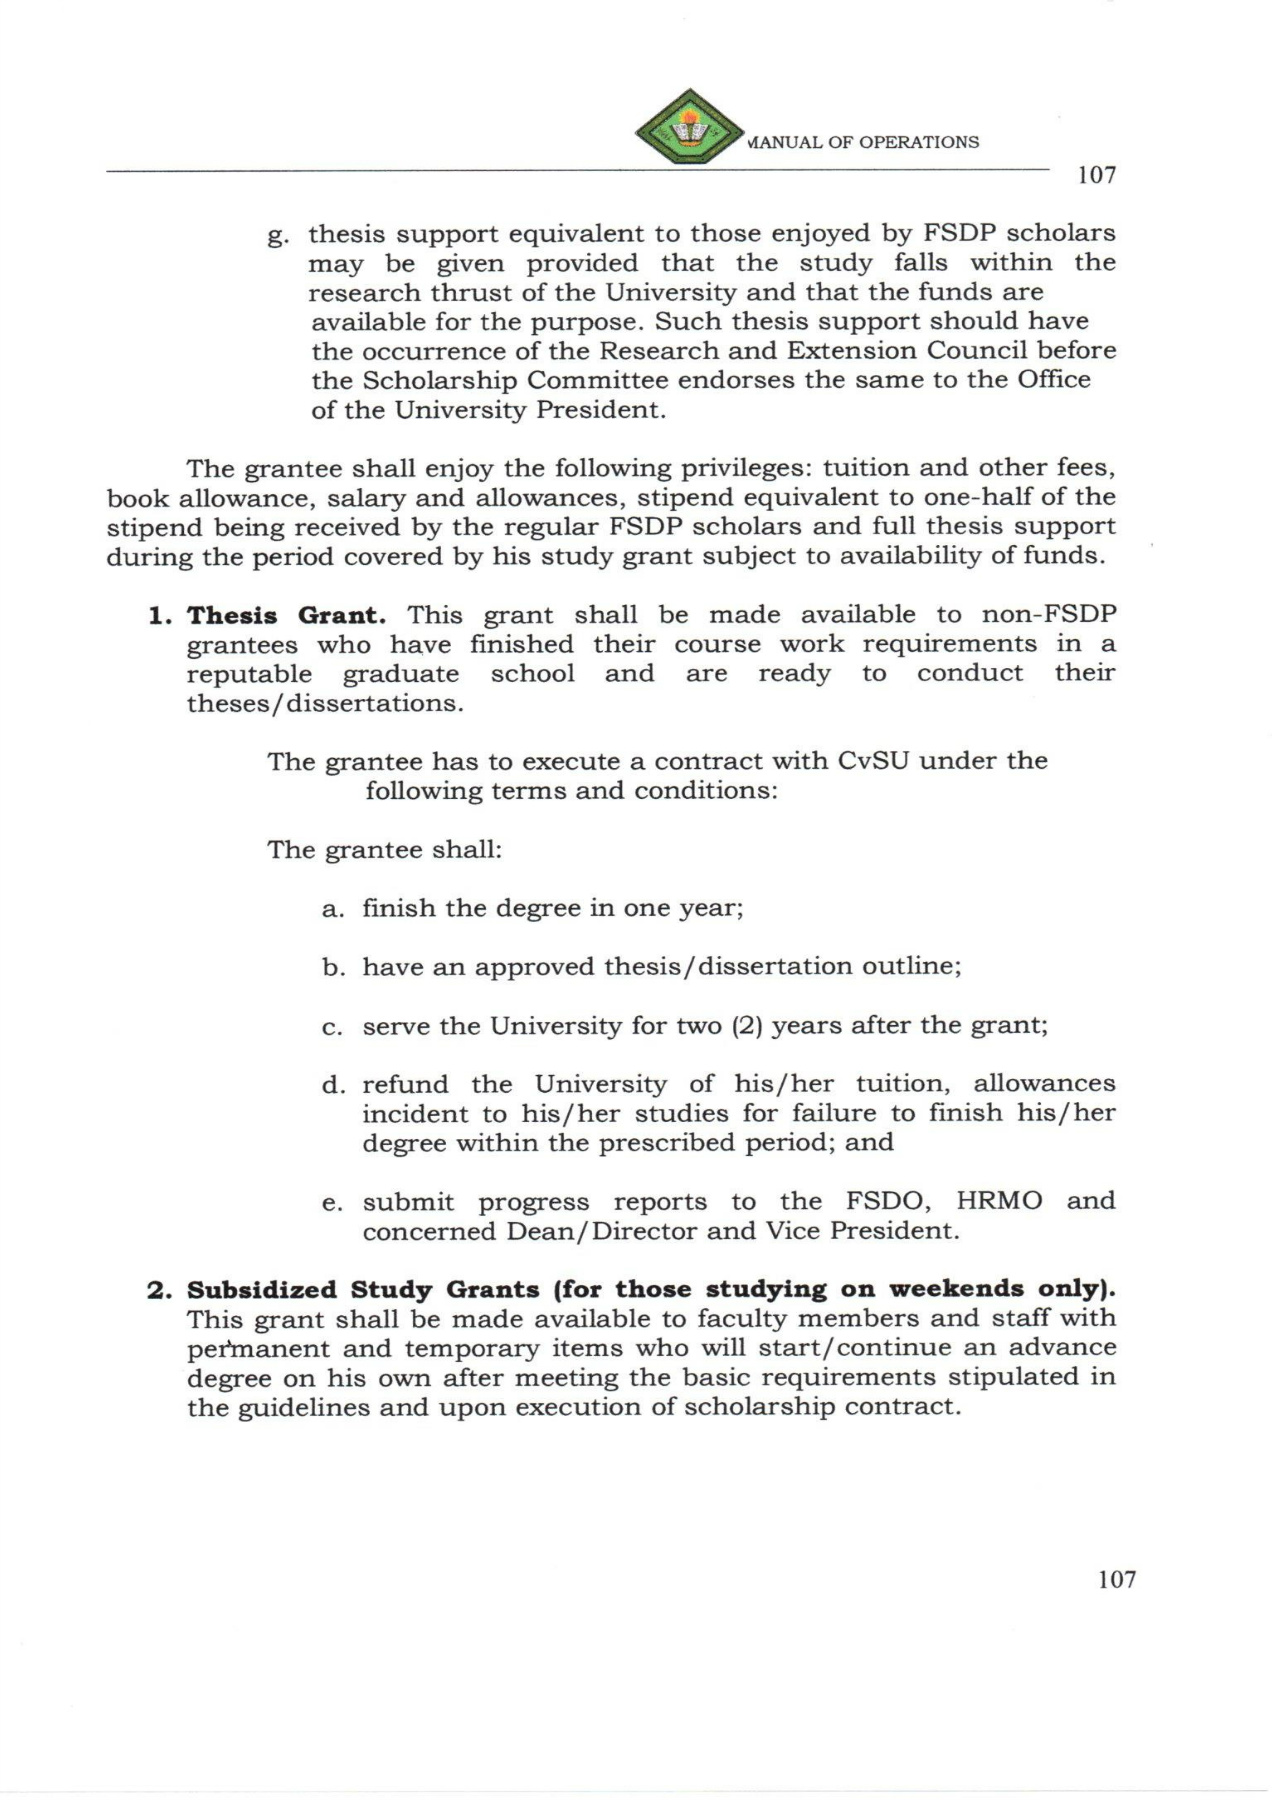 MANUAL OF OPERATIONS
107
g. thesis support equivalent to those enjoyed by FSDP scholars
may be given provided that the study falls within the
research thrust of the University and that the funds are
available for the purpose. Such thesis support should have
the occurrence of the Research and Extension Council before
the Scholarship Committee endorses the same to the Office
of the University President.
The grantee shall enjoy the following privileges: tuition and other fees,
book allowance, salary and allowances, stipend equivalent to one-half of the
stipend being received by the regular FSDP scholars and full thesis support
during the period covered by his study grant subject to availability of funds.
1. Thesis Grant. This grant shall be made available to non-FSDP
grantees who have finished their course work requirements in a
reputable graduate school and are ready to conduct their
theses/dissertations.
The grantee has to execute a contract with CvSU under the
following terms and conditions:
The grantee shall:
a. finish the degree in one year;
b. have an approved thesis/dissertation outline;
c. serve the University for two (2) years after the grant;
d. refund the University of his/her tuition, allowances
incident to his/her studies for failure to finish his/her
degree within the prescribed period; and
e. submit progress reports to the FSDO, HRMO and
concerned Dean/Director and Vice President.
2. Subsidized Study Grants (for those studying on weekends only).
This grant shall be made available to faculty members and staff with
permanent and temporary items who will start/continue an advance
degree on his own after meeting the basic requirements stipulated in
the guidelines and upon execution of scholarship contract.
107